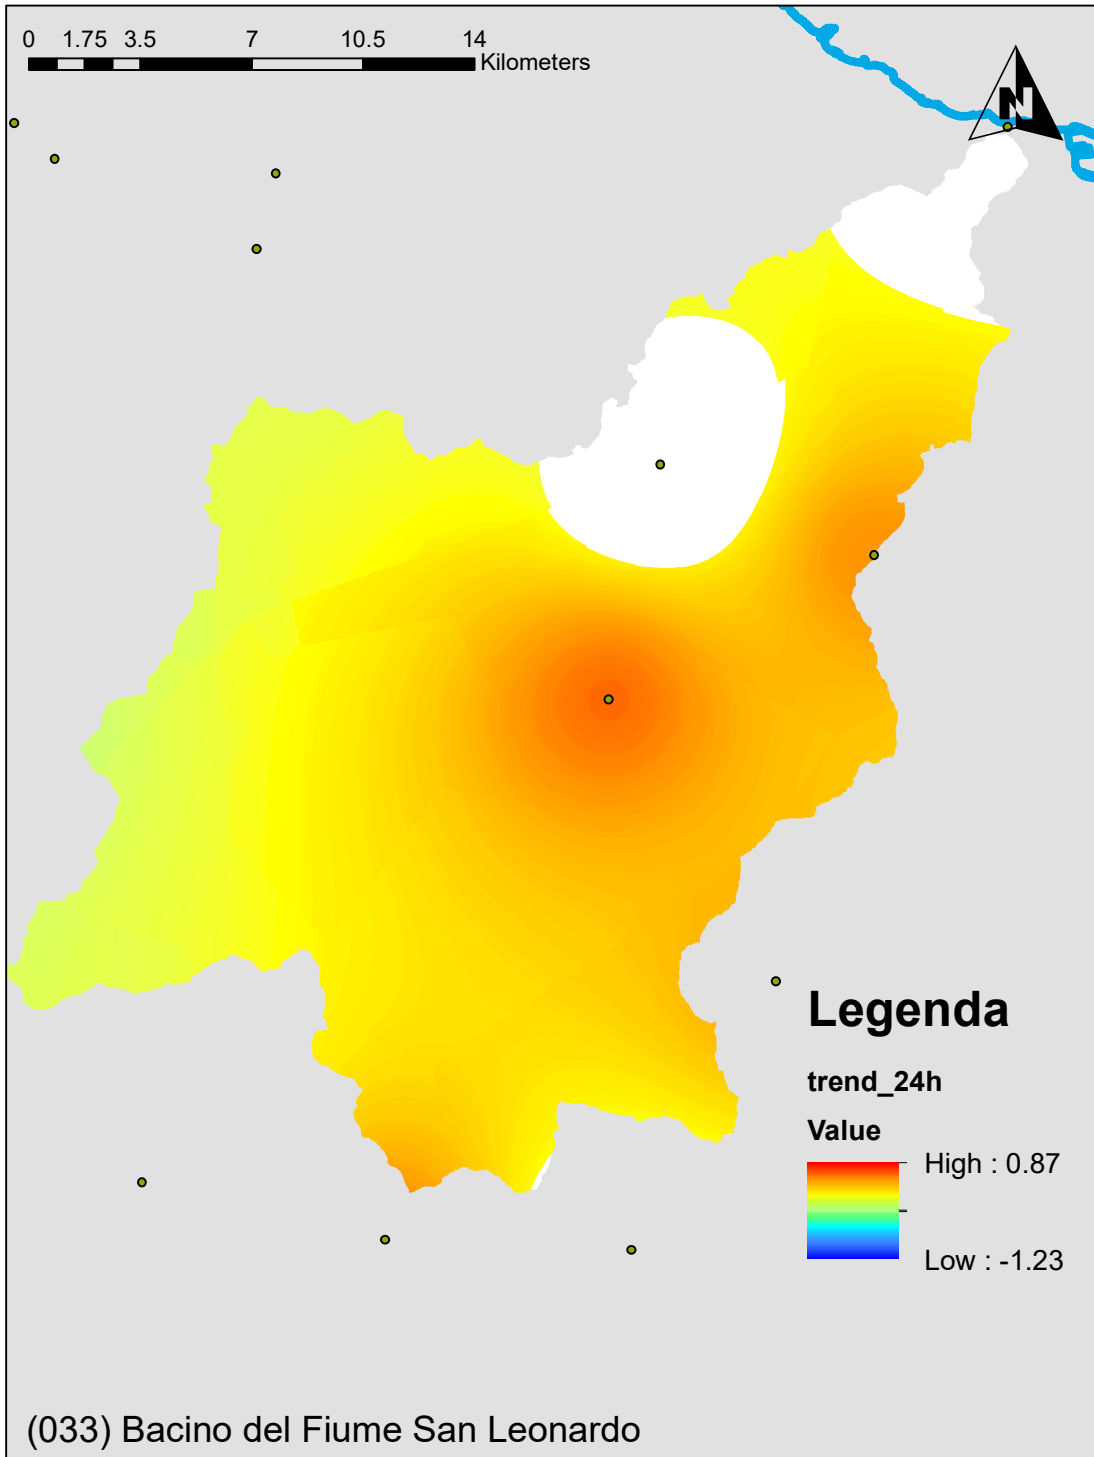 0 1.75 3.5 7 10.5 14
Kilometers
N
Legenda
trend_24h
Value
High : 0.87
Low : -1.23
(033) Bacino del Fiume San Leonardo